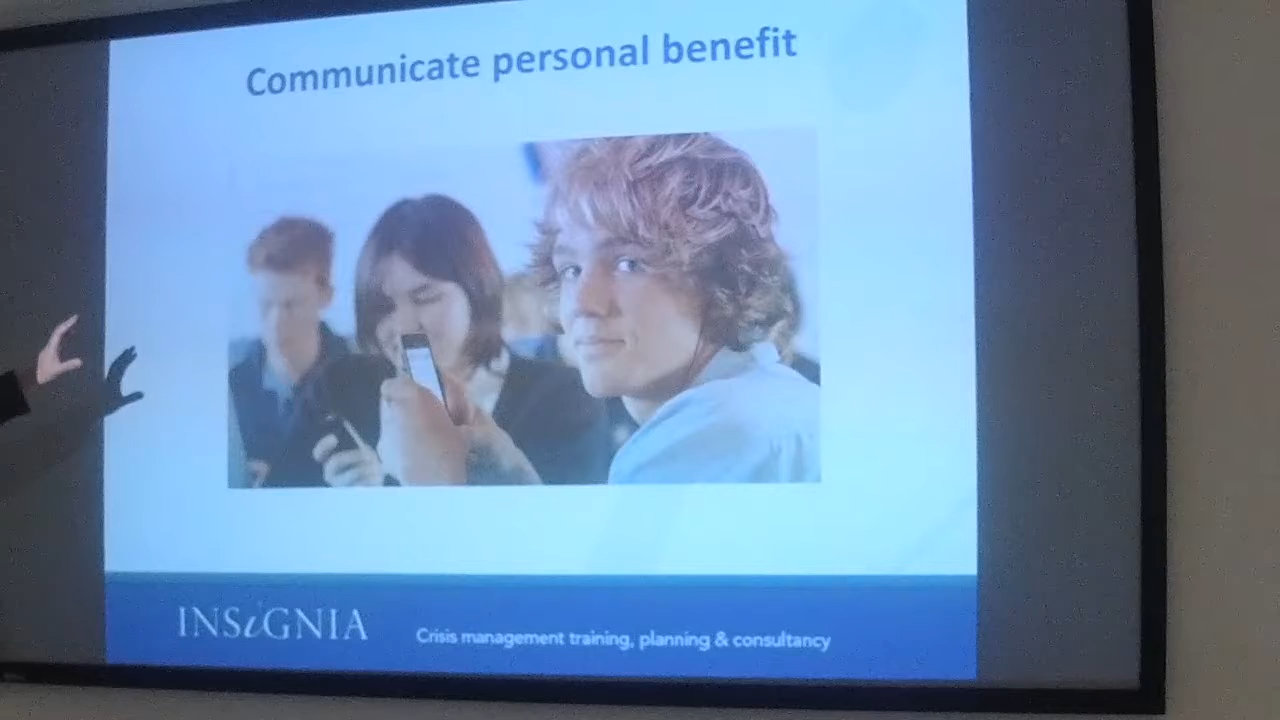 Communicate personal benefit
INSiGNIA
Crisis management training, planning & consultancy